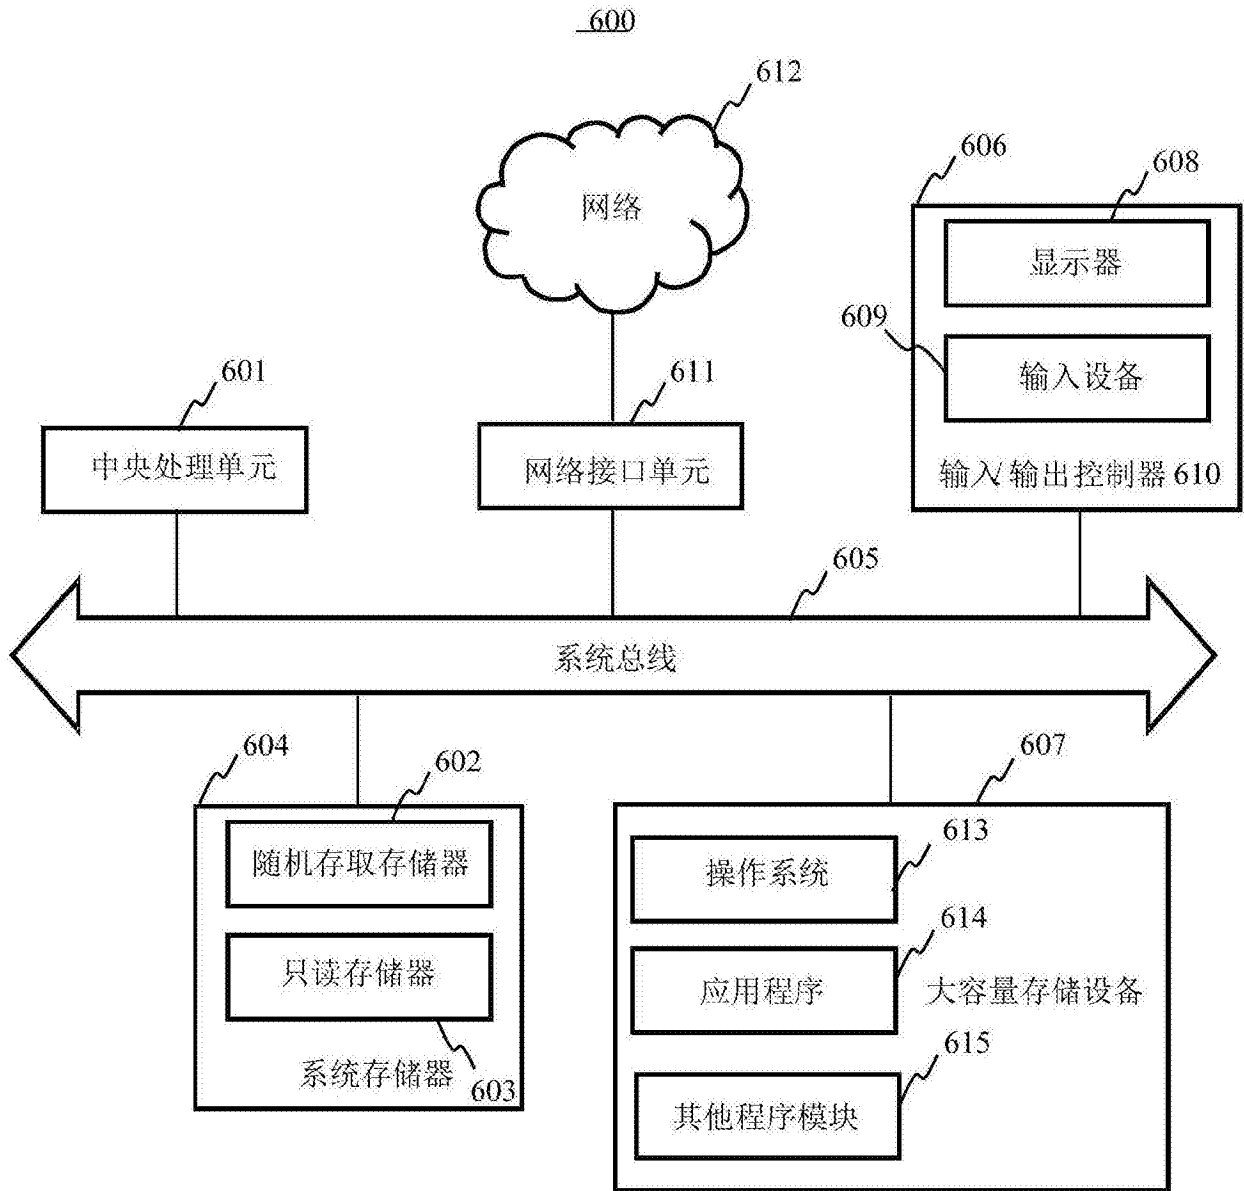 600
612
网络
606
608
显示器
609
输入设备
输入/输出控制器610
601
中央处理单元
611
网络接口单元
605
系统总线
604
602
随机存取存储器
只读存储器
系统存储器
603
607
613
操作系统
614
应用程序
大容量存储设备
615
其他程序模块